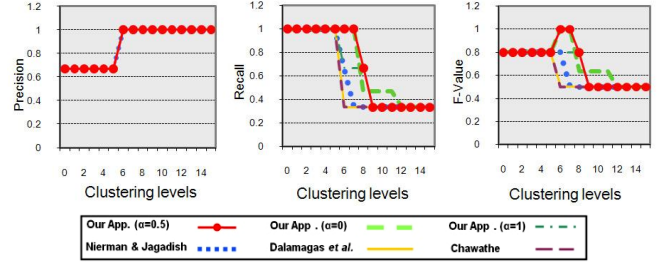 Precision
1.2
1
0.8
0.6
0.4
0.2
0
0 2 4 6 8 10 12 14
Clustering levels
Recall
1.2
1
0.8
0.6
0.4
0.2
0
0 2 4 6 8 10 12 14
Clustering levels
F-Value
1.2
1
0.8
0.6
0.4
0.2
0
0 2 4 6 8 10 12 14
Clustering levels
Our App. (α=0.5)
Our App . (α=0)
Our App . (α=1)
Nierman & Jagadish
Dalamagas et al.
Chawathe